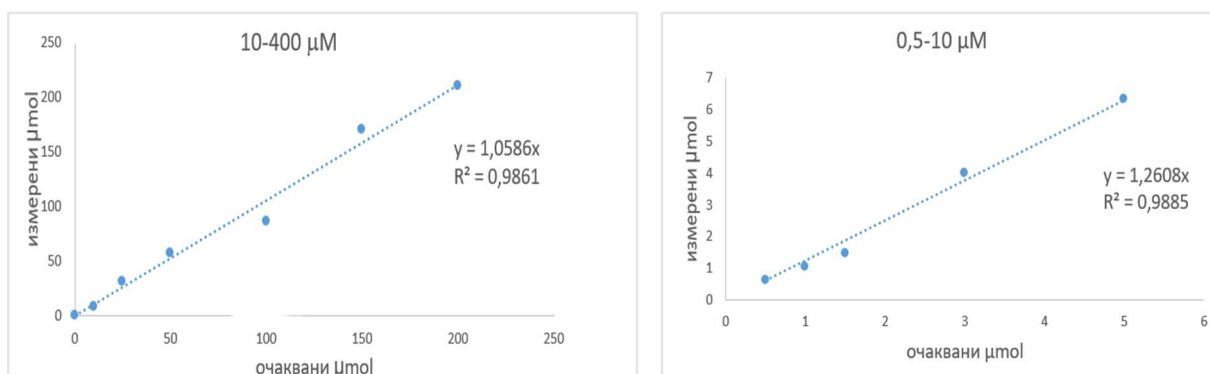 10-400 µM
250
200
150
100
50
0
измерени µmol
y = 1,0586x
R² = 0,9861
0 50 100 150 200 250
очаквани µmol
0,5-10 µM
7
6
5
4
3
2
1
0
измерени µmol
y = 1,2608x
R² = 0,9885
0 1 2 3 4 5 6
очаквани µmol